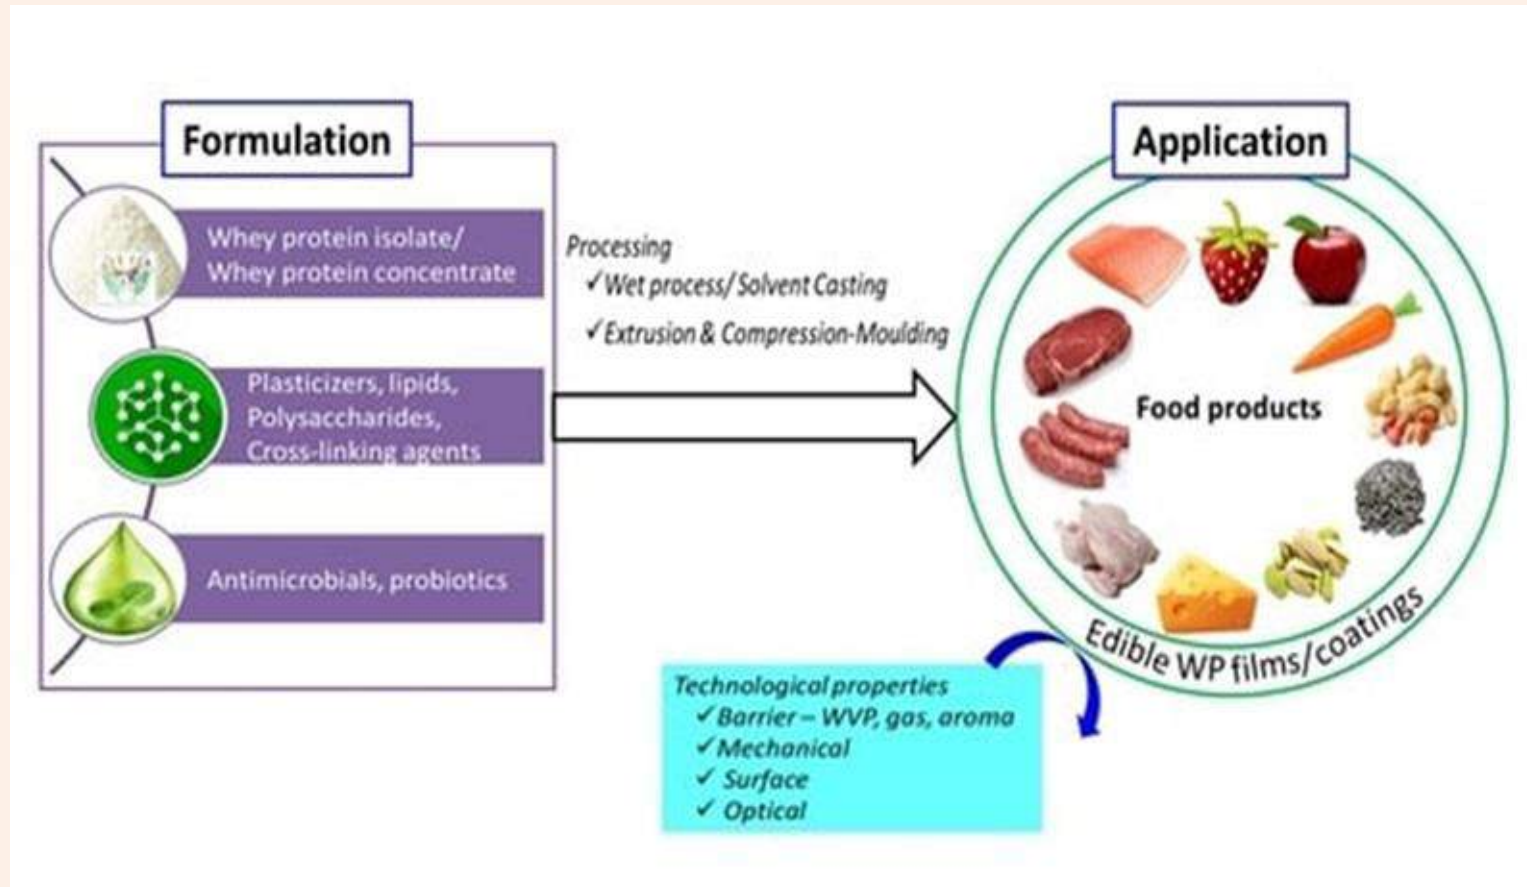 Formulation
Whey protein isolate/
Whey protein concentrate
Plasticizers, lipids,
Polysaccharides,
Cross-linking agents
Antimicrobials, probiotics
Processing
✓Wet process/ Solvent Casting
✓Extrusion & Compression-Moulding
Application
Food products
Edible WP films/coatings
Technological properties
✓Barrier – WVP, gas, aroma
✓Mechanical
✓ Surface
✓ Optical